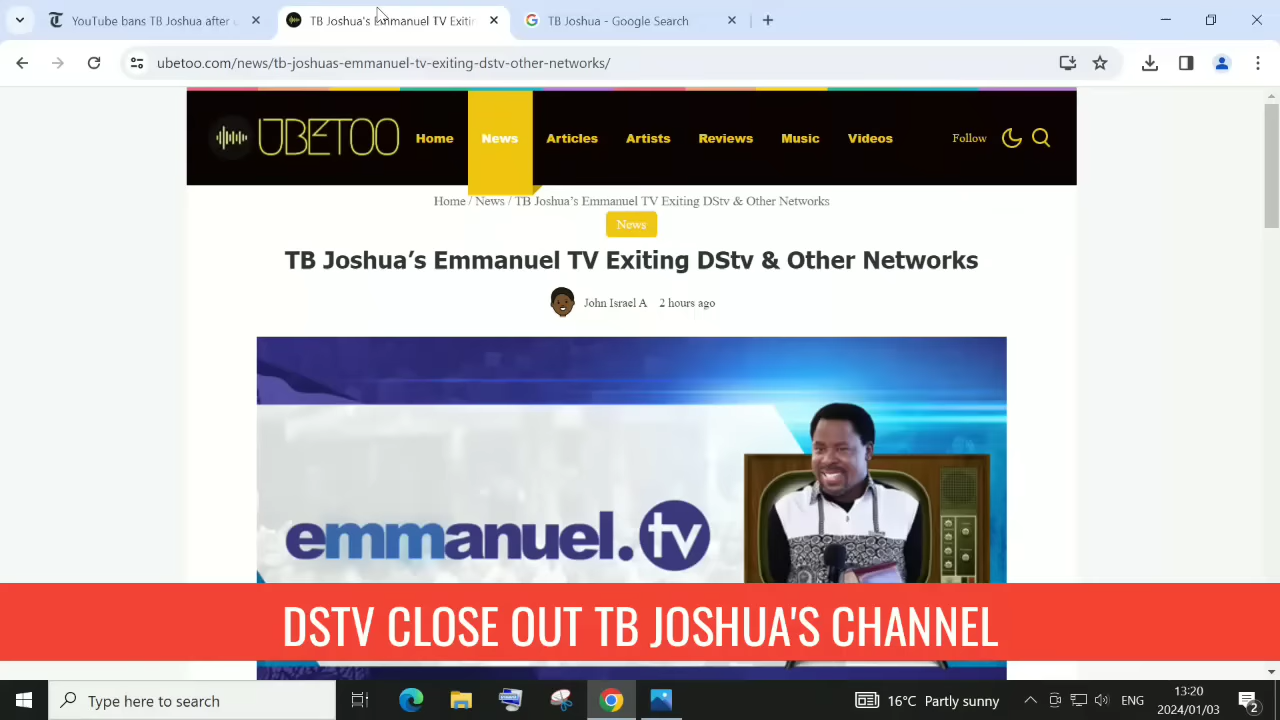 YouTube bans TB Joshua after
TB Joshua's Emmanuel TV Exitin
TB Joshua - Google Search
ubetoo.com/news/tb-joshuas-emmanuel-tv-exiting-dstv-other-networks/
UBETOO
Home
News
Articles
Artists
Reviews
Music
Videos
Follow
Home / News / TB Joshua’s Emmanuel TV Exiting DStv & Other Networks
News
TB Joshua’s Emmanuel TV Exiting DStv & Other Networks
John Israel A 2 hours ago
emmanuel.tv
DSTV CLOSE OUT TB JOSHUA'S CHANNEL
Type here to search
16°C Partly sunny
ENG
13:20
2024/01/03
2